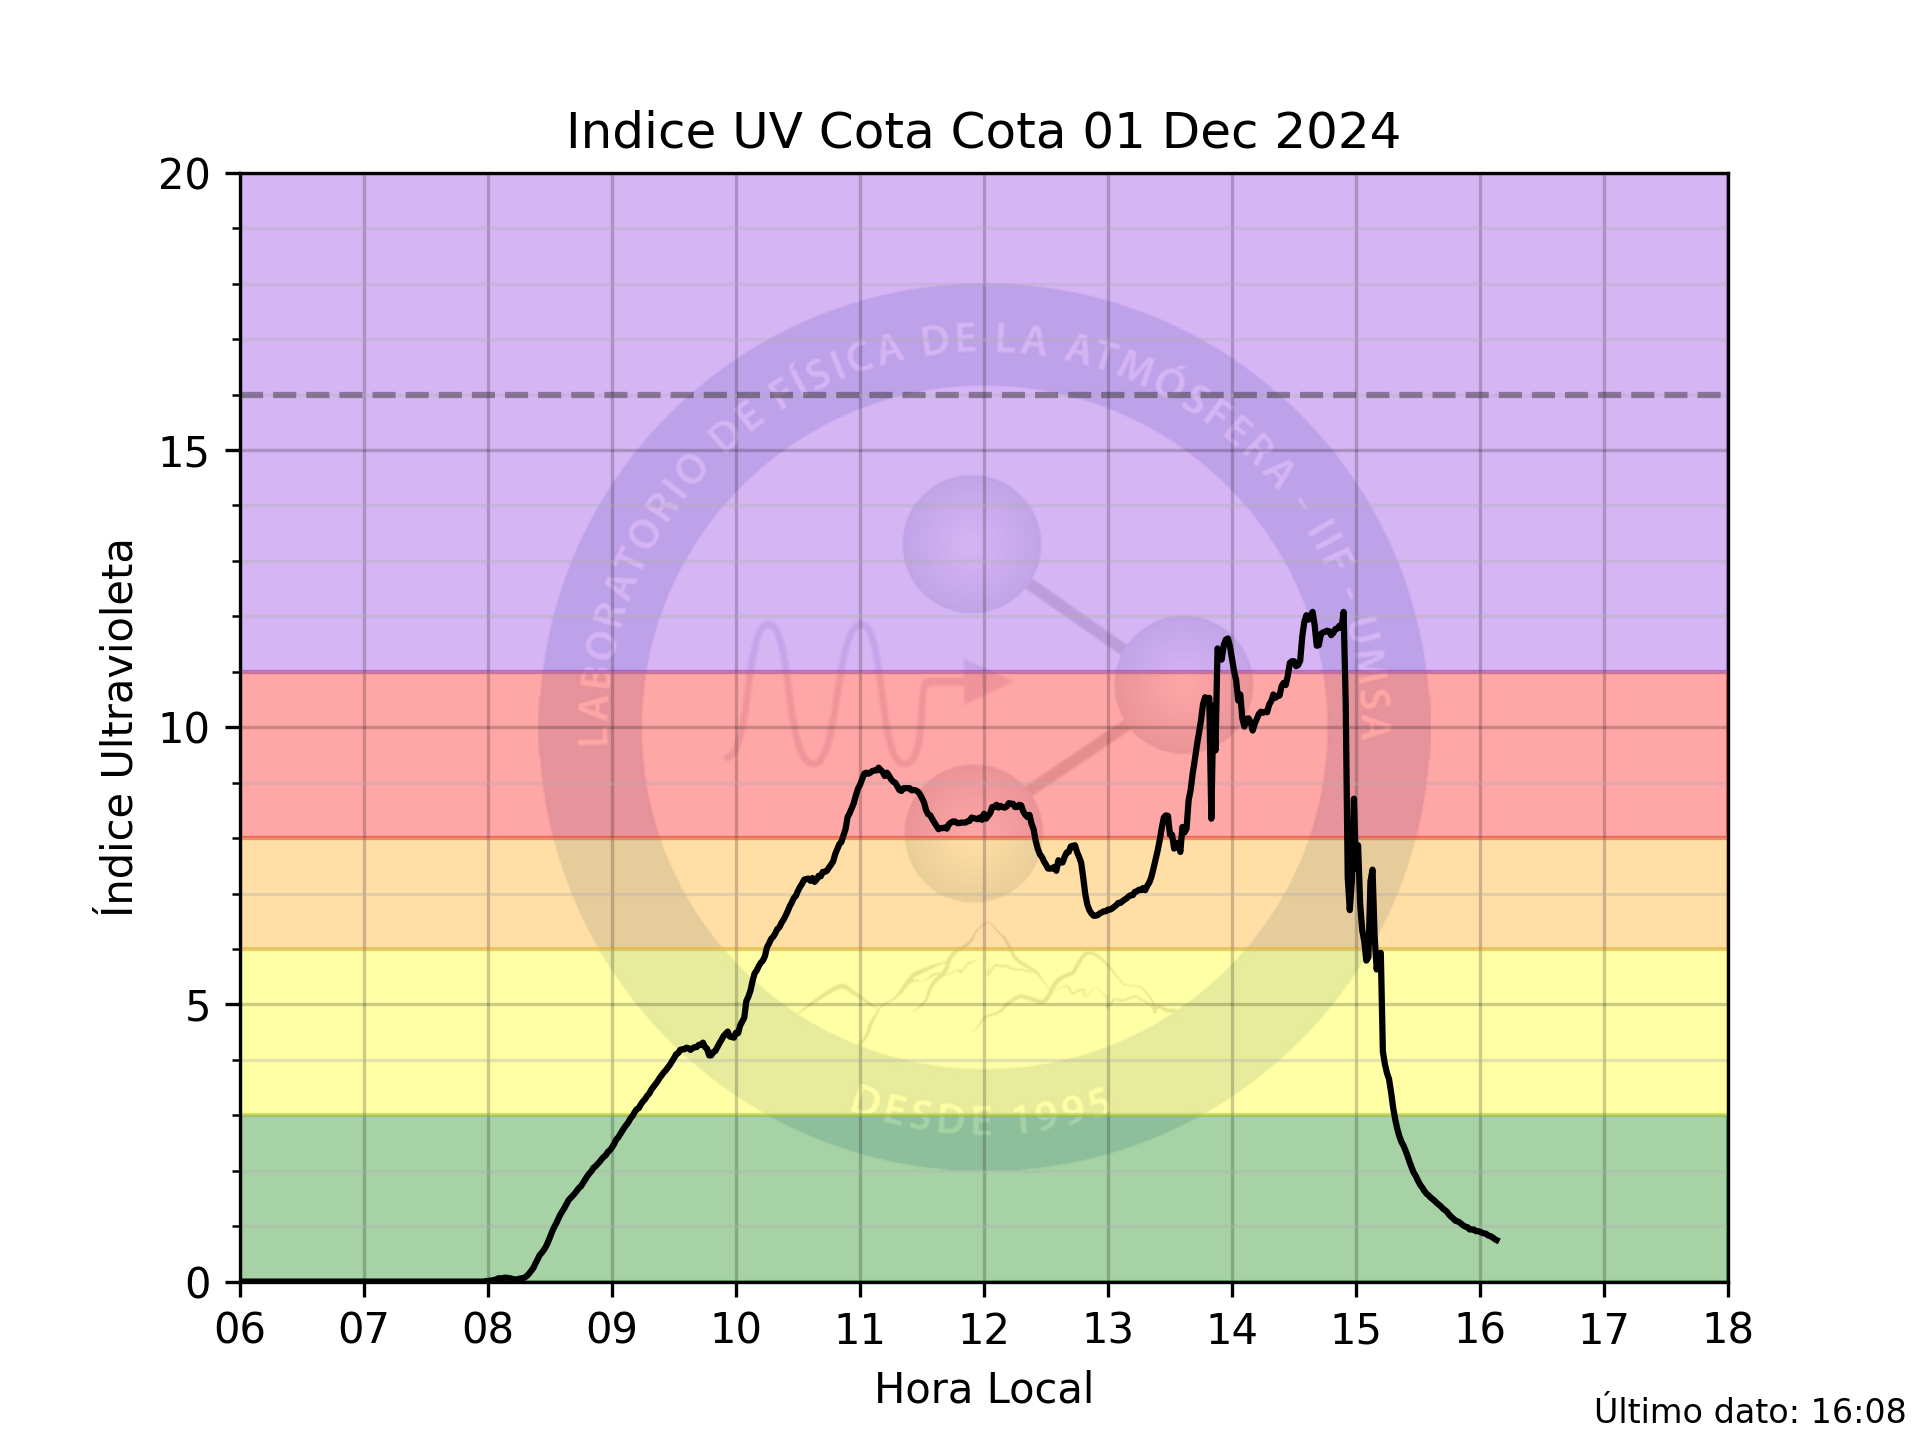 Indice UV Cota Cota 01 Dec 2024
20
15
10
5
0
Índice Ultravioleta
LABORATORIO DE FÍSICA DE LA ATMÓSFERA - IIF - UMSA
DESDE 1995
06 07 08 09 10 11 12 13 14 15 16 17 18
Hora Local
Último dato: 16:08